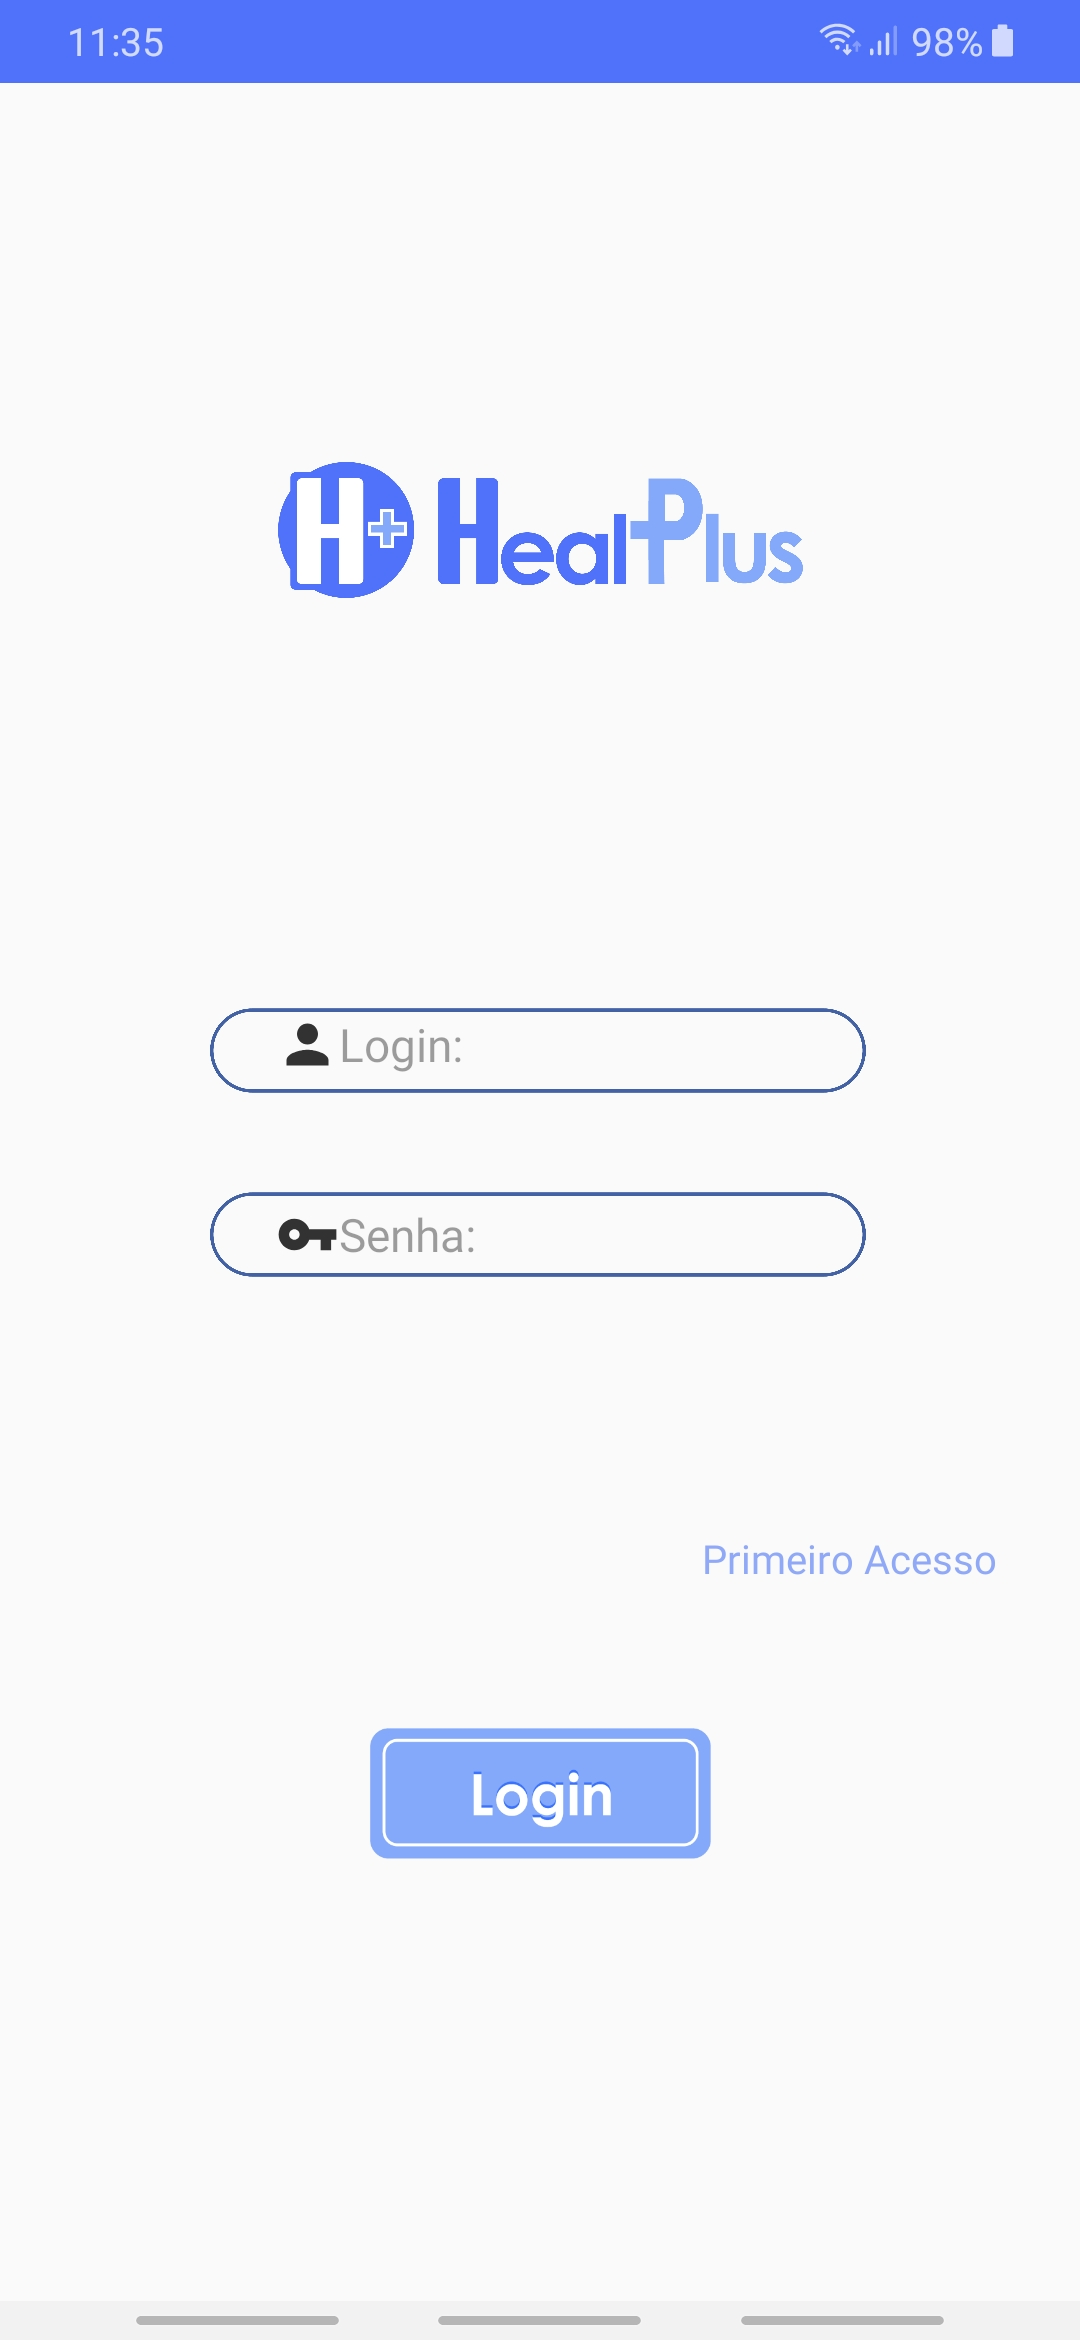 11:35 98%
H+ HealPlus
Login:
Senha:
Primeiro Acesso
Login